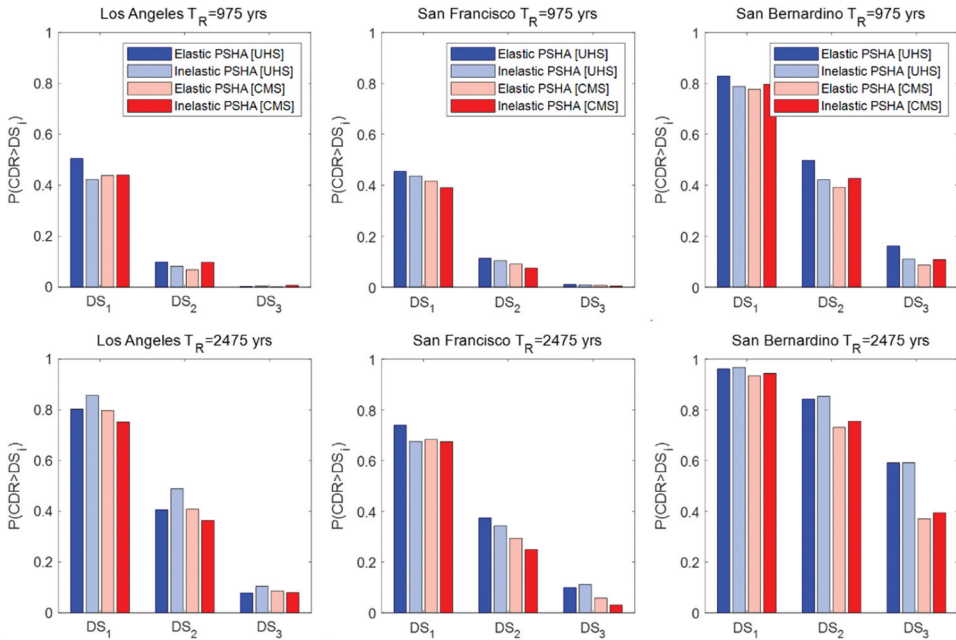 Los Angeles T_R=975 yrs
1
0.8
0.6
0.4
0.2
0
P(CDR>DS_i)
Elastic PSHA [UHS]
Inelastic PSHA [UHS]
Elastic PSHA [CMS]
Inelastic PSHA [CMS]
DS_1 DS_2 DS_3
San Francisco T_R=975 yrs
1
0.8
0.6
0.4
0.2
0
P(CDR>DS_i)
Elastic PSHA [UHS]
Inelastic PSHA [UHS]
Elastic PSHA [CMS]
Inelastic PSHA [CMS]
DS_1 DS_2 DS_3
San Bernardino T_R=975 yrs
1
0.8
0.6
0.4
0.2
0
P(CDR>DS_i)
Elastic PSHA [UHS]
Inelastic PSHA [UHS]
Elastic PSHA [CMS]
Inelastic PSHA [CMS]
DS_1 DS_2 DS_3
Los Angeles T_R=2475 yrs
1
0.8
0.6
0.4
0.2
0
P(CDR>DS_i)
DS_1 DS_2 DS_3
San Francisco T_R=2475 yrs
1
0.8
0.6
0.4
0.2
0
P(CDR>DS_i)
DS_1 DS_2 DS_3
San Bernardino T_R=2475 yrs
1
0.8
0.6
0.4
0.2
0
P(CDR>DS_i)
DS_1 DS_2 DS_3